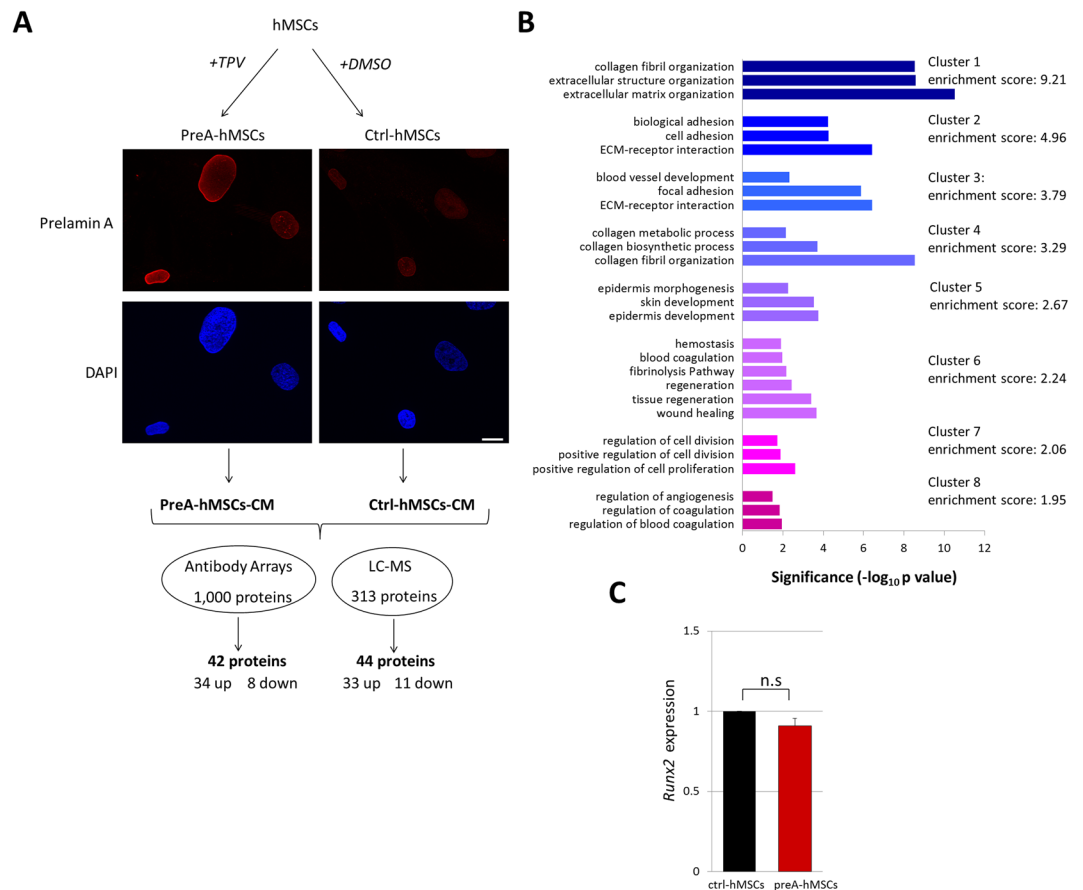 A
hMSCs
+TPV
+DMSO
PreA-hMSCs
Ctrl-hMSCs
Prelamin A
DAPI
PreA-hMSCs-CM
Ctrl-hMSCs-CM
Antibody Arrays
1,000 proteins
LC-MS
313 proteins
42 proteins
34 up 8 down
44 proteins
33 up 11 down
B
collagen fibril organization
extracellular structure organization
extracellular matrix organization
Cluster 1
enrichment score: 9.21
biological adhesion
cell adhesion
ECM-receptor interaction
Cluster 2
enrichment score: 4.96
blood vessel development
focal adhesion
ECM-receptor interaction
Cluster 3:
enrichment score: 3.79
collagen metabolic process
collagen biosynthetic process
collagen fibril organization
Cluster 4
enrichment score: 3.29
epidermis morphogenesis
skin development
epidermis development
Cluster 5
enrichment score: 2.67
hemostasis
blood coagulation
fibrinolysis Pathway
regeneration
tissue regeneration
wound healing
Cluster 6
enrichment score: 2.24
regulation of cell division
positive regulation of cell division
positive regulation of cell proliferation
Cluster 7
enrichment score: 2.06
regulation of angiogenesis
regulation of coagulation
regulation of blood coagulation
Cluster 8
enrichment score: 1.95
0 2 4 6 8 10 12
Significance (-log10 p value)
C
1.5
1
0.5
0
Runx2 expression
n.s
ctrl-hMSCs preA-hMSCs